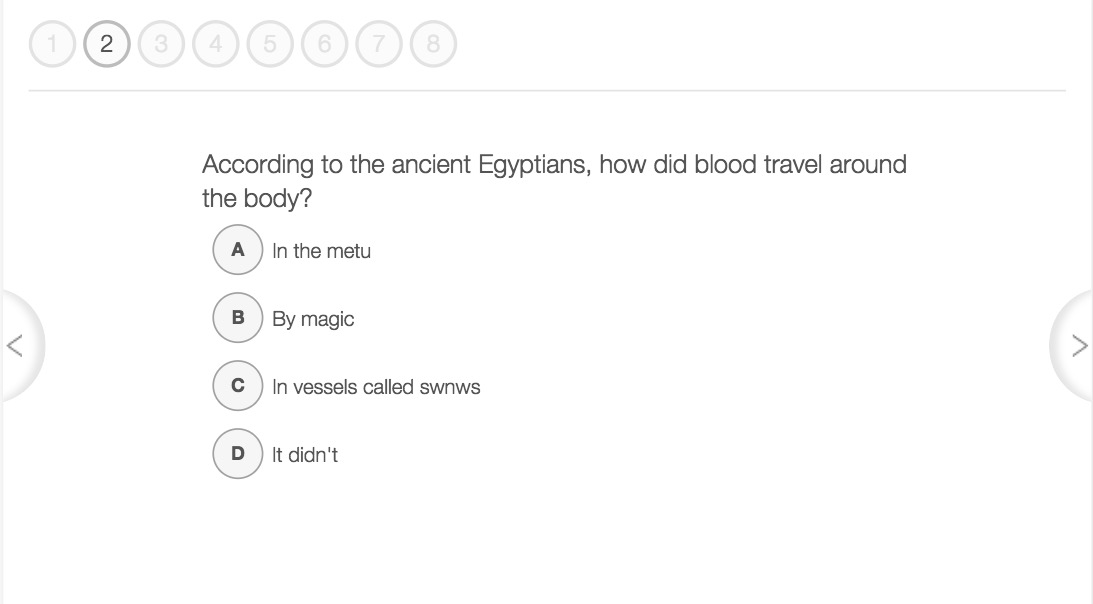 1 2 3 4 5 6 7 8
According to the ancient Egyptians, how did blood travel around
the body?
A In the metu
B By magic
< >
C In vessels called swnws
D It didn't